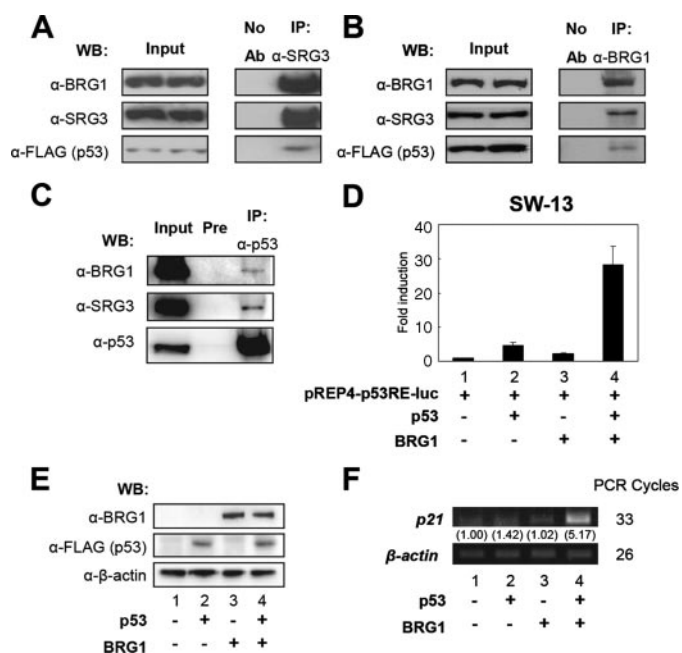 A
No IP:
WB: Input Ab α-SRG3
α-BRG1
α-SRG3
α-FLAG (p53)
B
No IP:
WB: Input Ab α-BRG1
α-BRG1
α-SRG3
α-FLAG (p53)
C
IP:
WB: Input Pre α-p53
α-BRG1
α-SRG3
α-p53
D
SW-13
Fold induction
40
30
20
10
0
1 2 3 4
pREP4-p53RE-luc + + + +
p53 - + - +
BRG1 - - + +
E
WB:
α-BRG1
α-FLAG (p53)
α-β-actin
1 2 3 4
p53 - + - +
BRG1 - - + +
F
PCR Cycles
p21 33
(1.00) (1.42) (1.02) (5.17)
β-actin 26
1 2 3 4
p53 - + - +
BRG1 - - + +